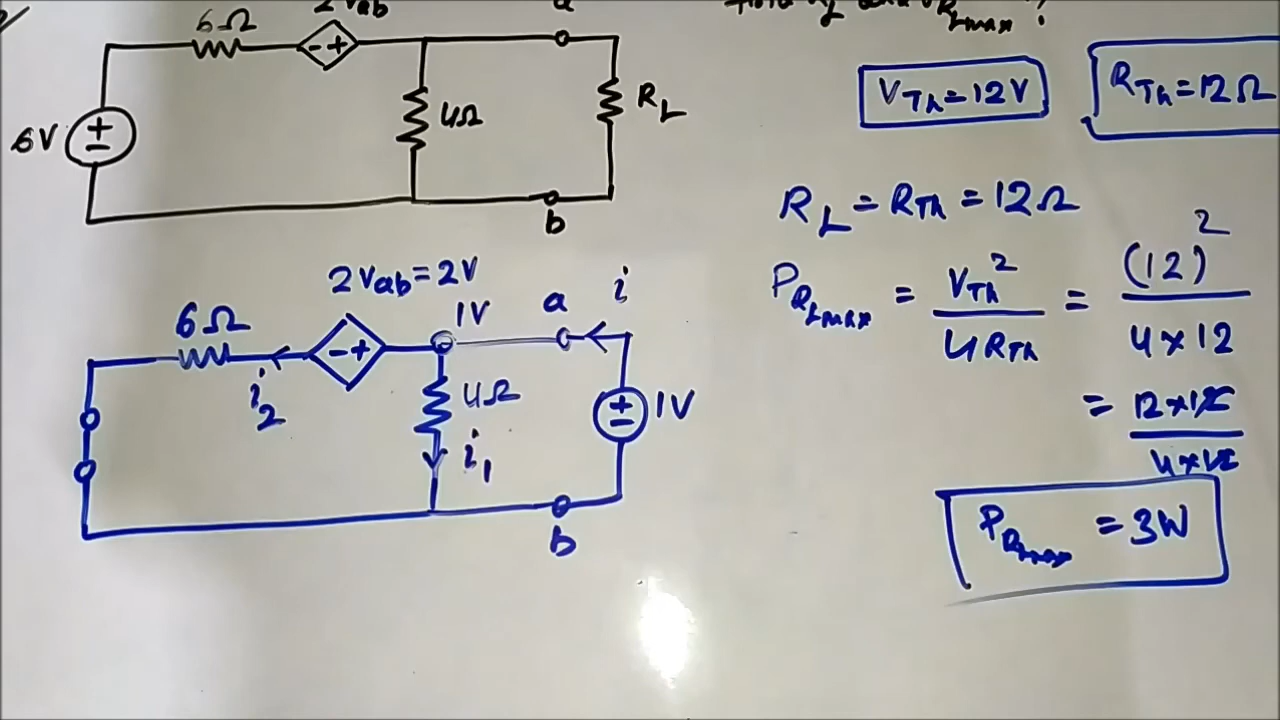 6Ω
2Vab
a
6V
4Ω
RL
b
?
VTh=12V
RTh=12Ω
RL = RTh = 12Ω
PRLmax = VTh² / 4RTh = (12)² / 4×12
= 12×12 / 4×12
PRLmax = 3W
2Vab=2V
6Ω
1V
a
i
i2
4Ω
i1
1V
b